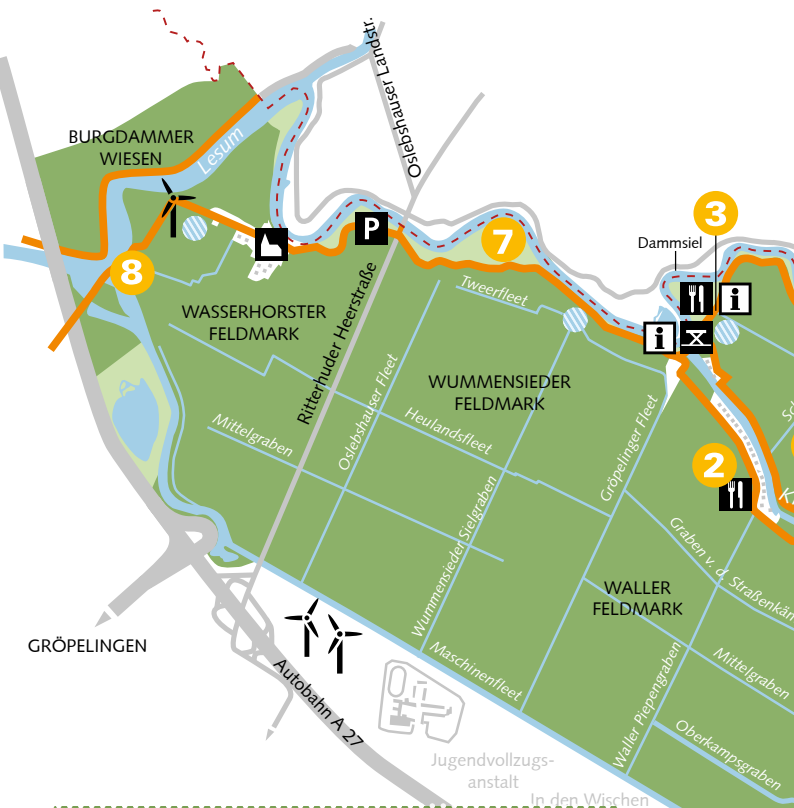 Oslebshauser Landstr.
BURGDAMMER
WIESEN
Lesum
P
3
7
Dammsiel
i
8
Tweerfleet
i
WASSERHORSTER
FELDMARK
Ritterhuder Heerstraße
WUMMENSIEDER
FELDMARK
Oslebshauser Fleet
Heulandsfleet
Gröpelinger Fleet
Mittelgraben
2
Wummensieder Sielgraben
Graben v. d. Straßenkäm
WALLER
FELDMARK
GRÖPELINGEN
Maschinenfleet
Mittelgraben
Waller Piepengraben
Autobahn A 27
Oberkampsgraben
Jugendvollzugs-
anstalt
In den Wischen